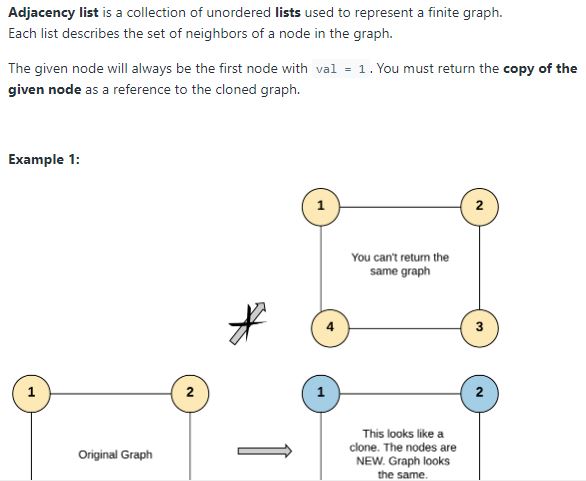 Adjacency list is a collection of unordered lists used to represent a finite graph.
Each list describes the set of neighbors of a node in the graph.
The given node will always be the first node with val = 1. You must return the copy of the
given node as a reference to the cloned graph.
Example 1:
1
2
You can't return the
same graph
4
3
1
2
1
2
Original Graph
This looks like a
clone. The nodes are
NEW. Graph looks
the same.